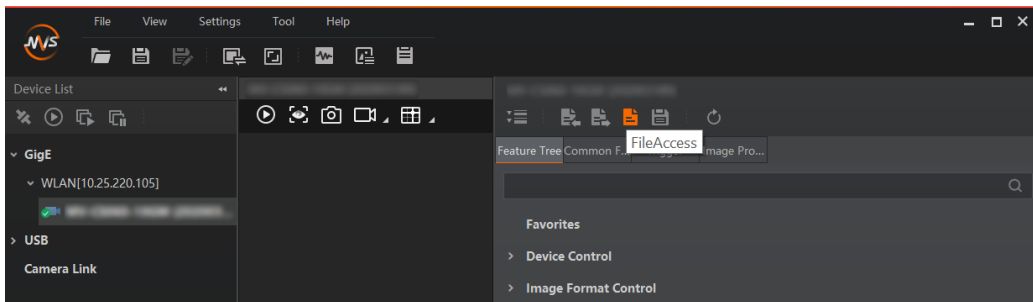 File View Settings Tool Help
MVS
Device List
FileAccess
Feature Tree Common F... mage Pro...
GigE
WLAN[10.25.220.105]
USB
Camera Link
Favorites
Device Control
Image Format Control